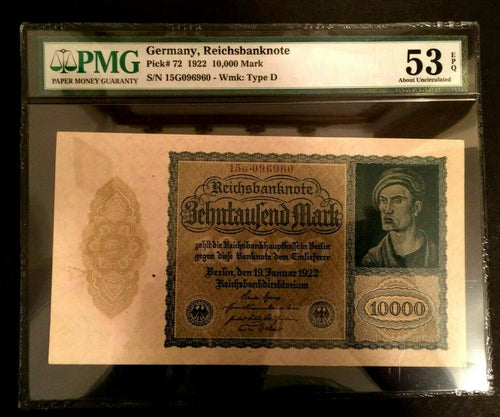 PMG
PAPER MONEY GUARANTY
Germany, Reichsbanknote
Pick# 72 1922 10,000 Mark
S/N 15G096960 - Wmk: Type D
53 EPQ
About Uncirculated
15G·096960
Reichsbanknote
Zehntausend Mark
zahlt die Reichsbankhauptkasse in Berlin
gegen diese Banknote dem Einlieferer
Berlin, den 19. Januar 1922
Reichsbankdirektorium
10000